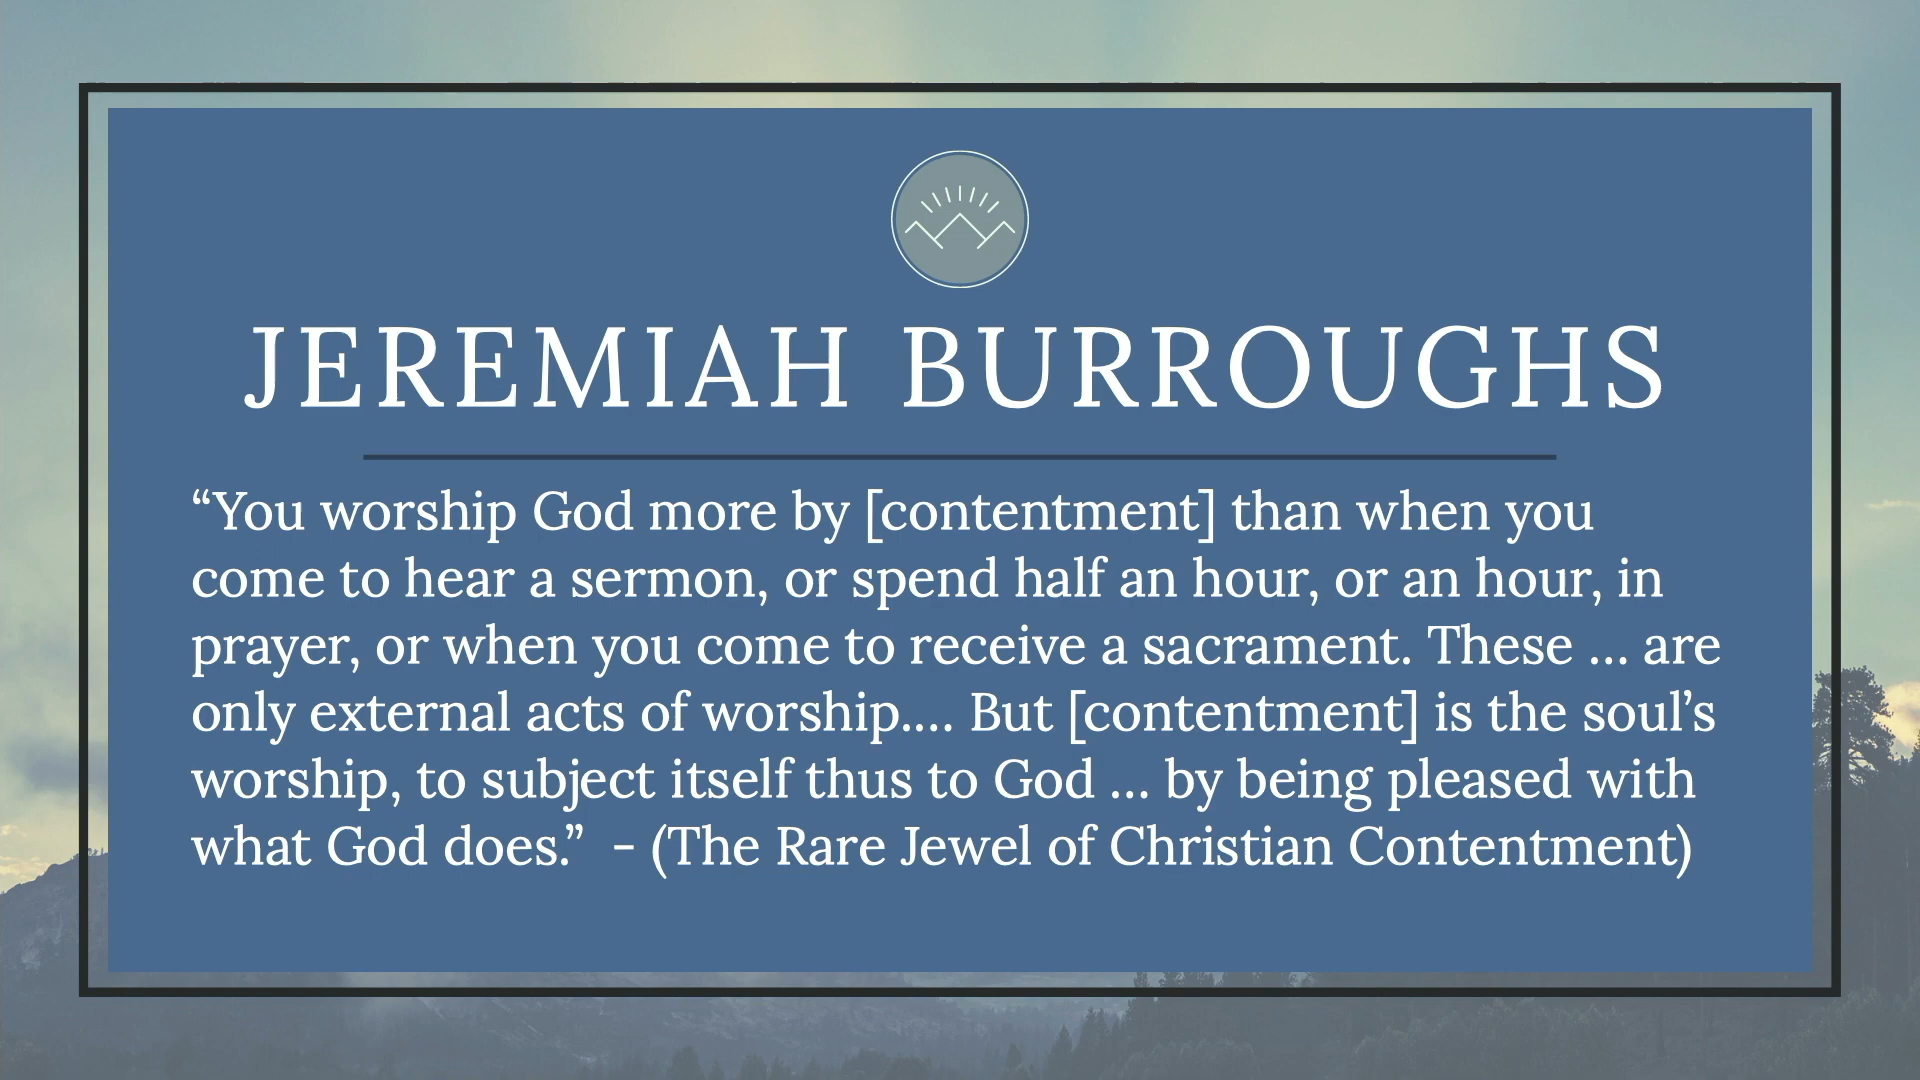 JEREMIAH BURROUGHS
“You worship God more by [contentment] than when you
come to hear a sermon, or spend half an hour, or an hour, in
prayer, or when you come to receive a sacrament. These … are
only external acts of worship.… But [contentment] is the soul’s
worship, to subject itself thus to God … by being pleased with
what God does.”  - (The Rare Jewel of Christian Contentment)